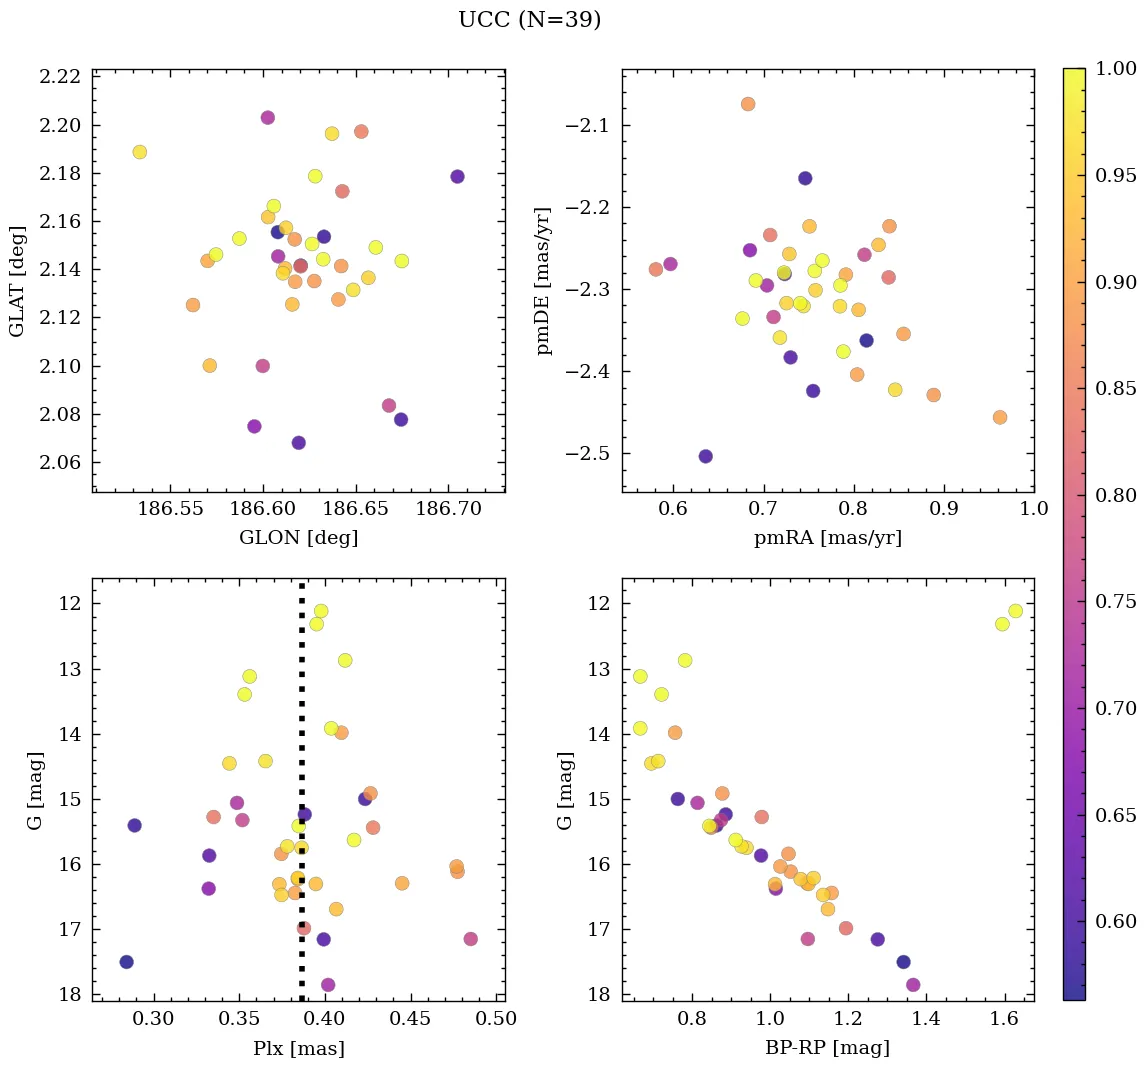 UCC (N=39)
2.22
2.20
2.18
2.16
2.14
2.12
2.10
2.08
2.06
GLAT [deg]
186.55 186.60 186.65 186.70
GLON [deg]
−2.1
−2.2
−2.3
−2.4
−2.5
pmDE [mas/yr]
0.6 0.7 0.8 0.9 1.0
pmRA [mas/yr]
12
13
14
15
16
17
18
G [mag]
0.30 0.35 0.40 0.45 0.50
Plx [mas]
12
13
14
15
16
17
18
G [mag]
0.8 1.0 1.2 1.4 1.6
BP-RP [mag]
1.00
0.95
0.90
0.85
0.80
0.75
0.70
0.65
0.60